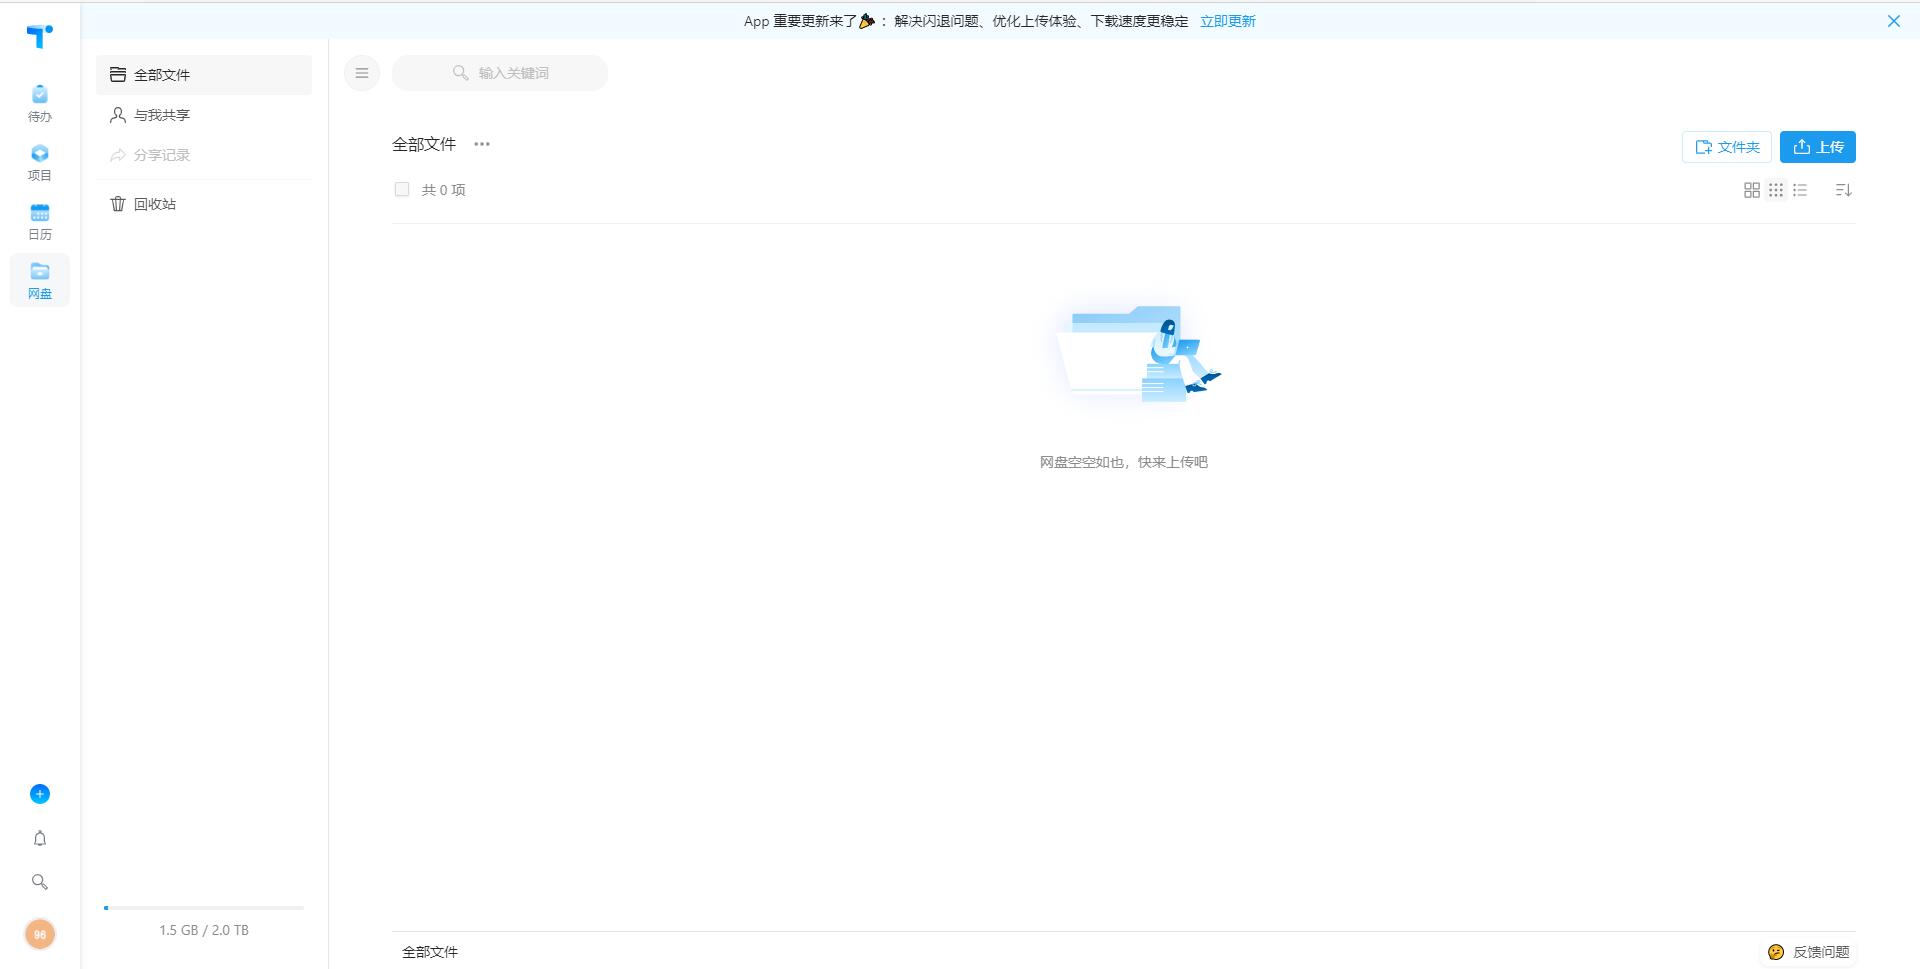 App 重要更新来了🎉：解决闪退问题、优化上传体验、下载速度更稳定 立即更新
待办
项目
日历
网盘
96
全部文件
与我共享
分享记录
回收站
1.5 GB / 2.0 TB
输入关键词
全部文件
文件夹
上传
共 0 项
网盘空空如也，快来上传吧
全部文件
反馈问题